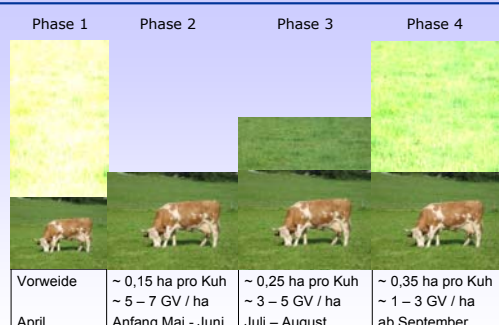 Phase 1 Phase 2 Phase 3 Phase 4
Vorweide ~ 0,15 ha pro Kuh ~ 0,25 ha pro Kuh ~ 0,35 ha pro Kuh
~ 5 – 7 GV / ha ~ 3 – 5 GV / ha ~ 1 – 3 GV / ha
April Anfang Mai - Juni Juli – August ab September